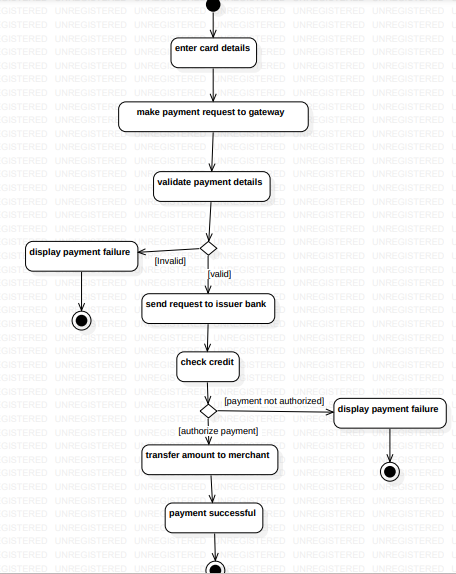 enter card details
make payment request to gateway
validate payment details
display payment failure
[Invalid]
[valid]
send request to issuer bank
check credit
[payment not authorized]
display payment failure
[authorize payment]
transfer amount to merchant
payment successful
UNREGISTERED